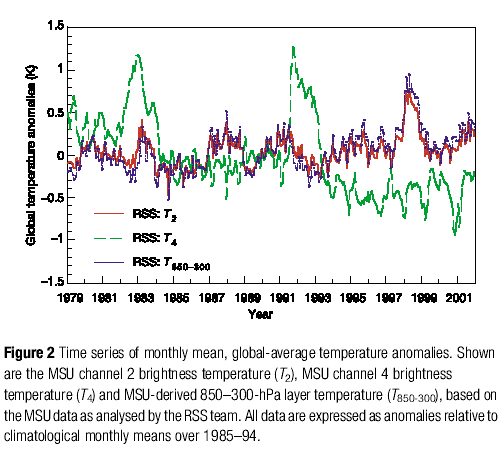 1.5
1
0.5
0
−0.5
−1
−1.5
Global temperature anomalies (K)
RSS: T2
RSS: T4
RSS: T850–300
1979 1981 1983 1985 1987 1989 1991 1993 1995 1997 1999 2001
Year
Figure 2 Time series of monthly mean, global-average temperature anomalies. Shown
are the MSU channel 2 brightness temperature (T2), MSU channel 4 brightness
temperature (T4) and MSU-derived 850–300-hPa layer temperature (T850-300), based on
the MSU data as analysed by the RSS team. All data are expressed as anomalies relative to
climatological monthly means over 1985–94.